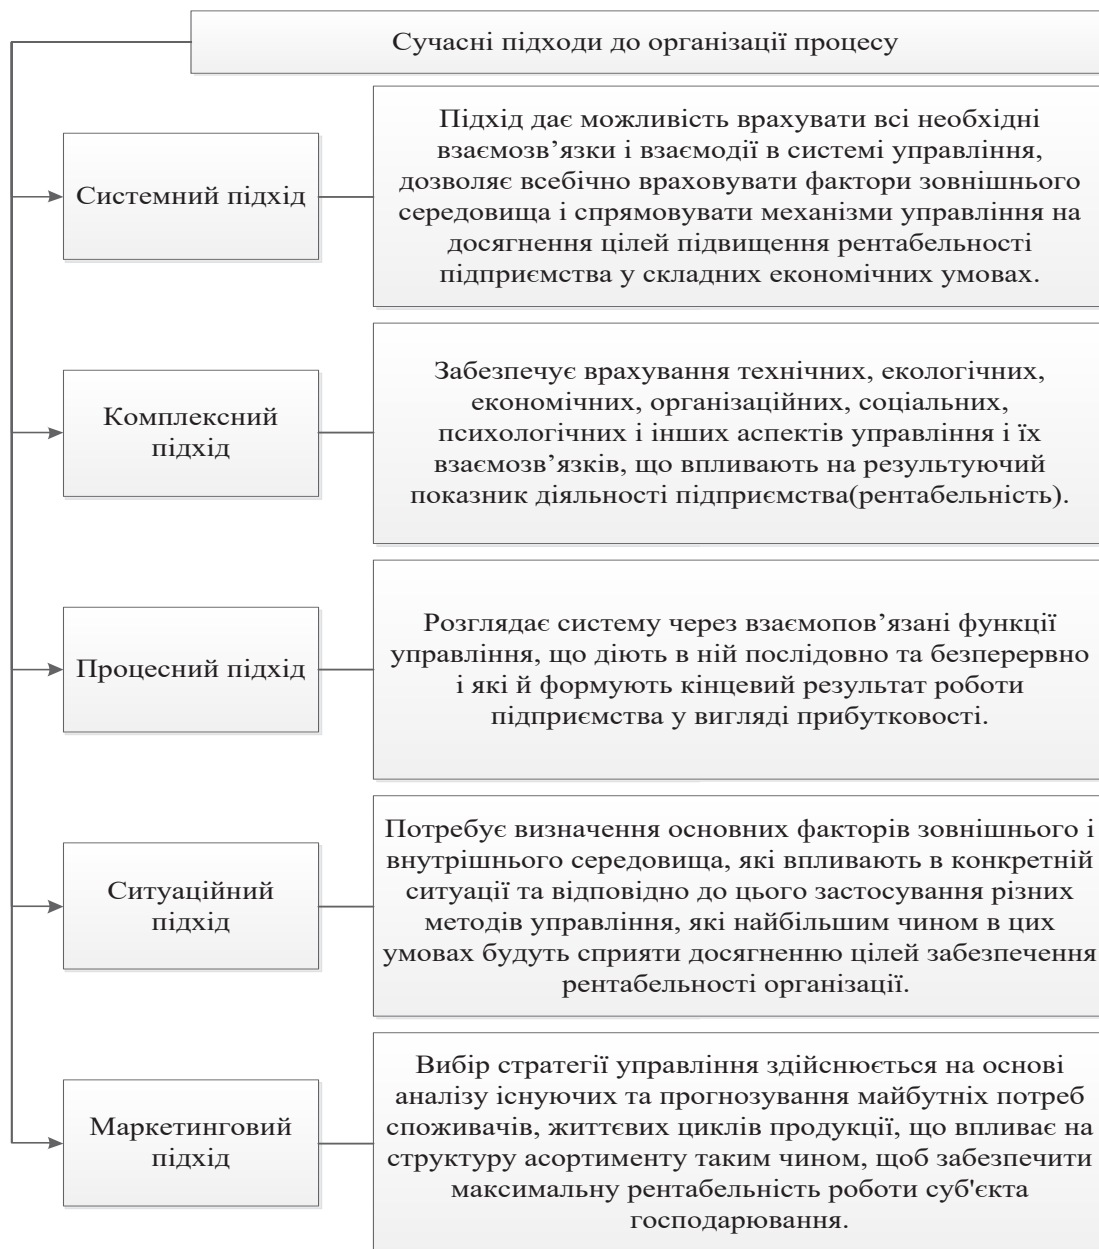 Сучасні підходи до організації процесу
Системний підхід
Підхід дає можливість врахувати всі необхідні
взаємозв’язки і взаємодії в системі управління,
дозволяє всебічно враховувати фактори зовнішнього
середовища і спрямовувати механізми управління на
досягнення цілей підвищення рентабельності
підприємства у складних економічних умовах.
Комплексний
підхід
Забезпечує врахування технічних, екологічних,
економічних, організаційних, соціальних,
психологічних і інших аспектів управління і їх
взаємозв’язків, що впливають на результуючий
показник діяльності підприємства(рентабельність).
Процесний підхід
Розглядає систему через взаємопов’язані функції
управління, що діють в ній послідовно та безперервно
і які й формують кінцевий результат роботи
підприємства у вигляді прибутковості.
Ситуаційний
підхід
Потребує визначення основних факторів зовнішнього і
внутрішнього середовища, які впливають в конкретній
ситуації та відповідно до цього застосування різних
методів управління, які найбільшим чином в цих
умовах будуть сприяти досягненню цілей забезпечення
рентабельності організації.
Маркетинговий
підхід
Вибір стратегії управління здійснюється на основі
аналізу існуючих та прогнозування майбутніх потреб
споживачів, життєвих циклів продукції, що впливає на
структуру асортименту таким чином, щоб забезпечити
максимальну рентабельність роботи суб'єкта
господарювання.